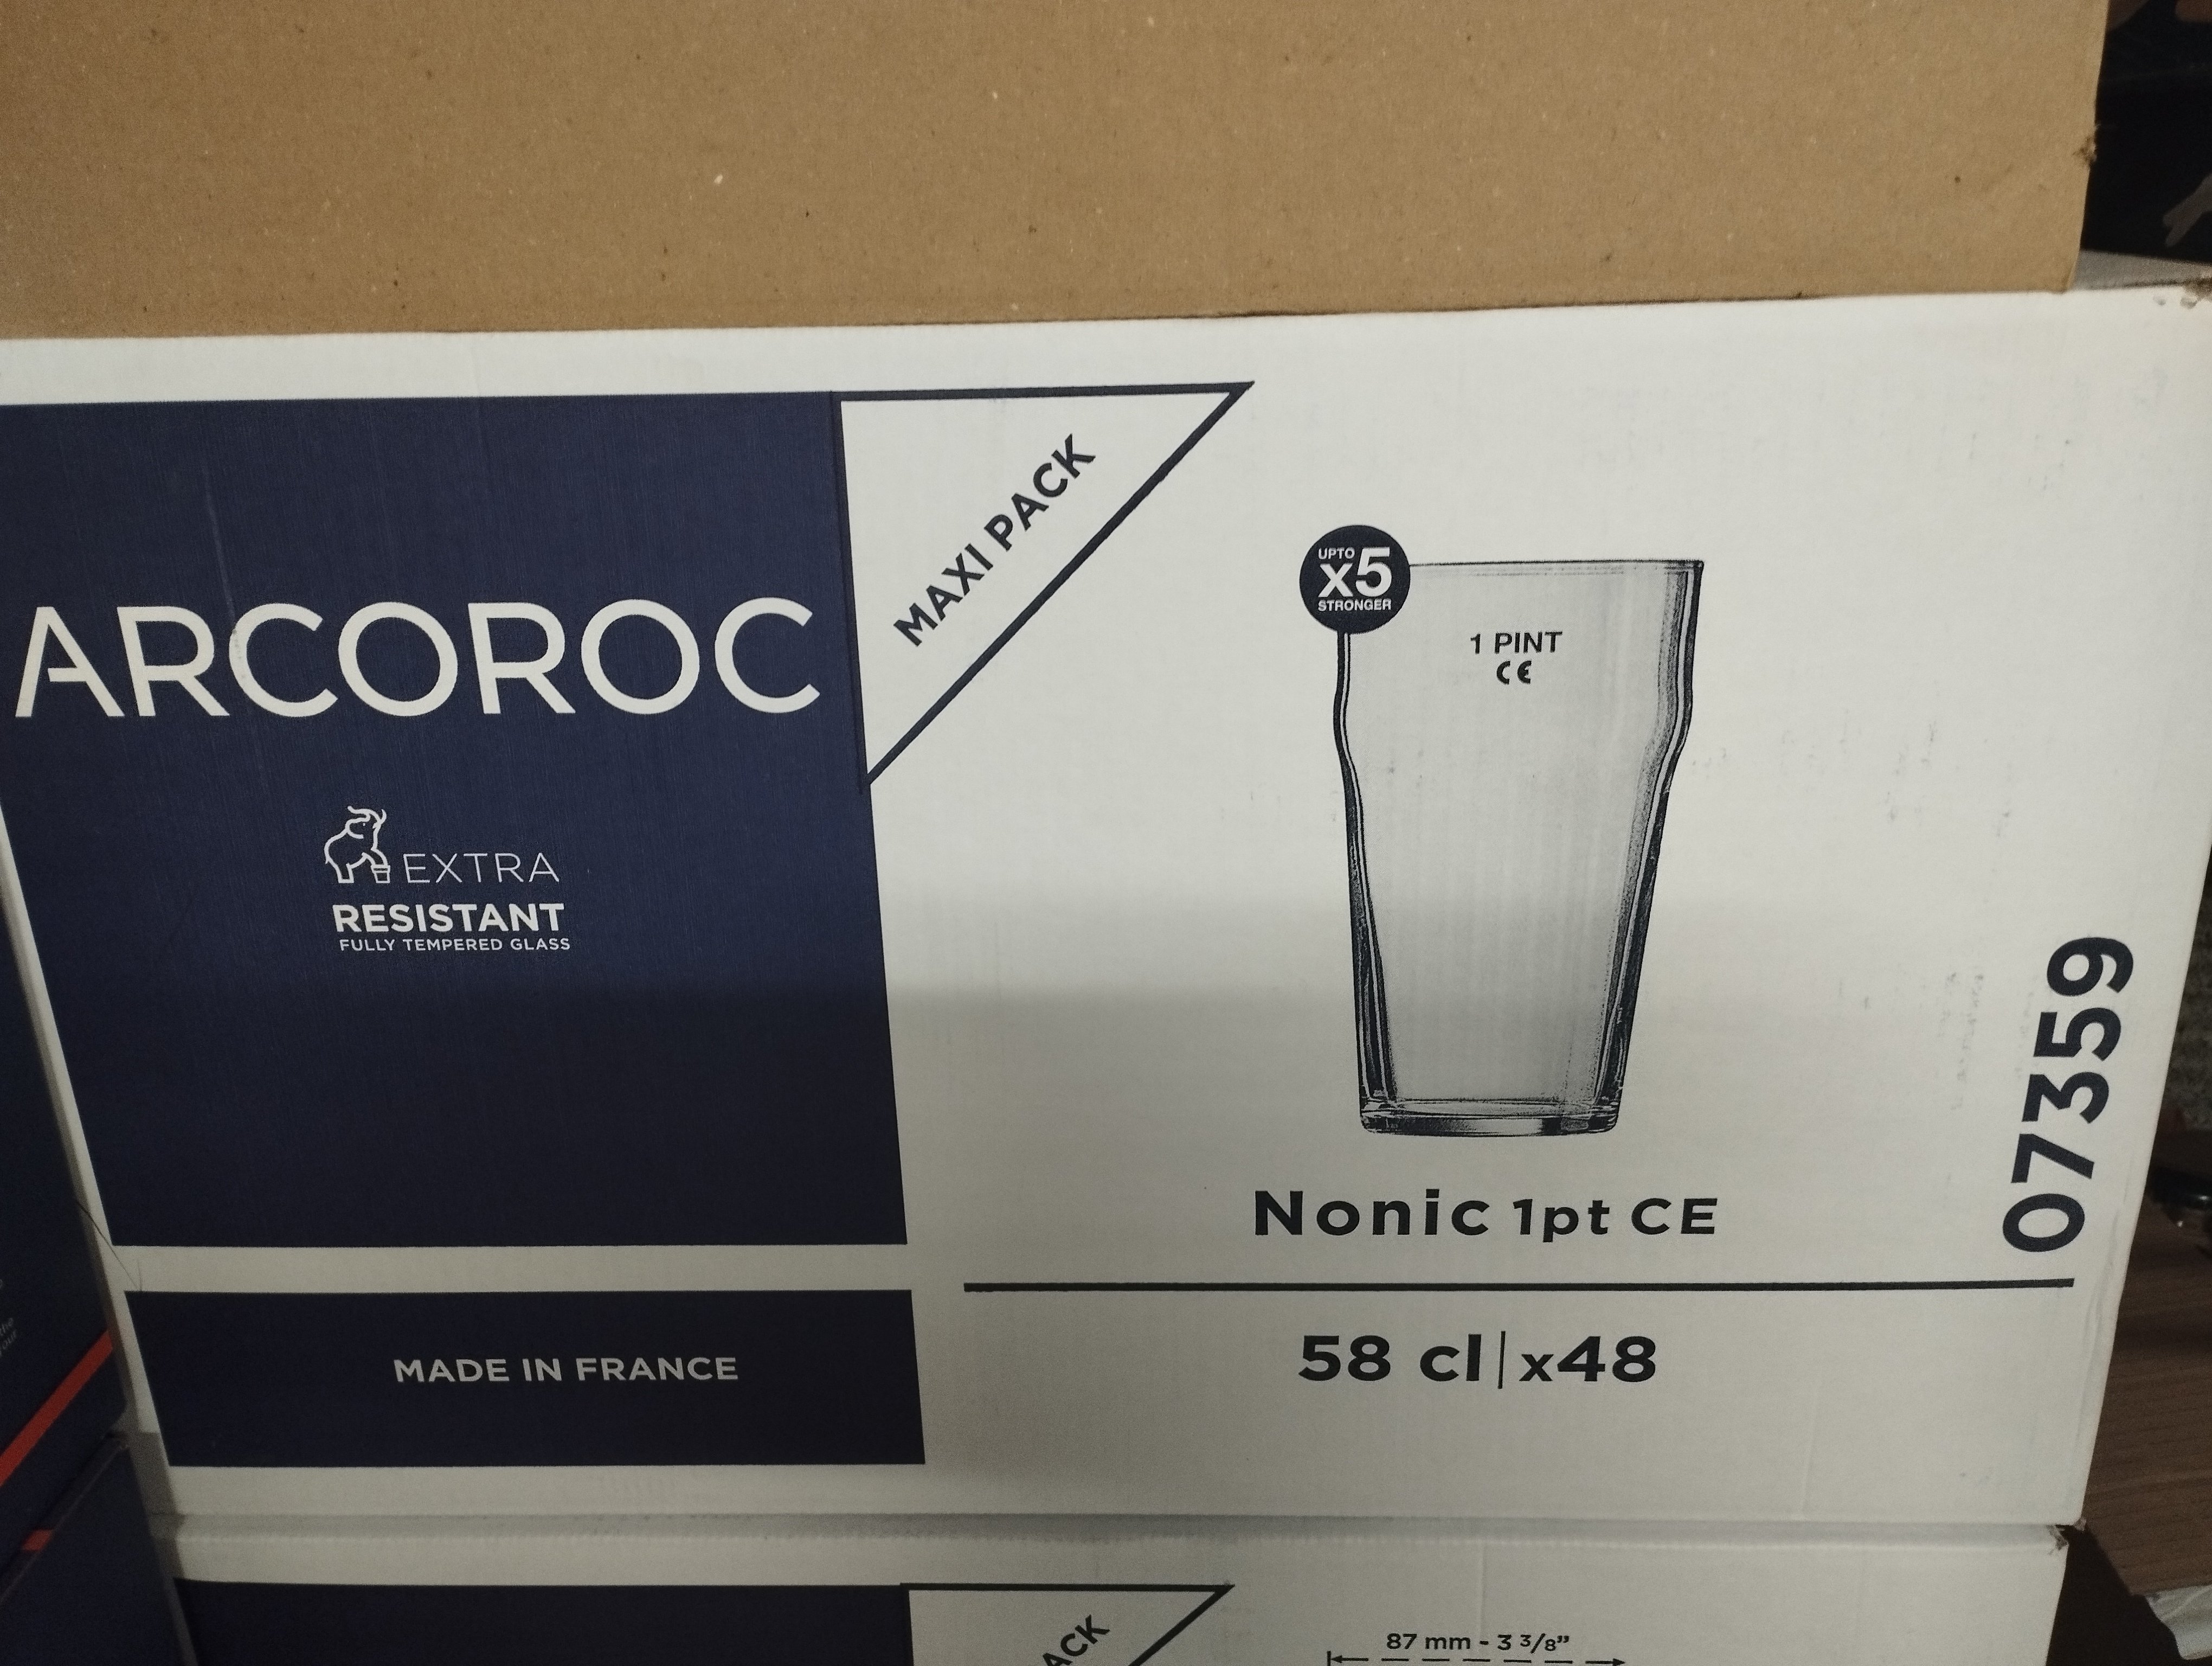 ARCOROC
EXTRA
RESISTANT
FULLY TEMPERED GLASS
MADE IN FRANCE
MAXI PACK
UPTO
x5
STRONGER
1 PINT
CE
Nonic 1pt CE
58 cl|x48
07359
ACK
87 mm - 3 3/8"
the